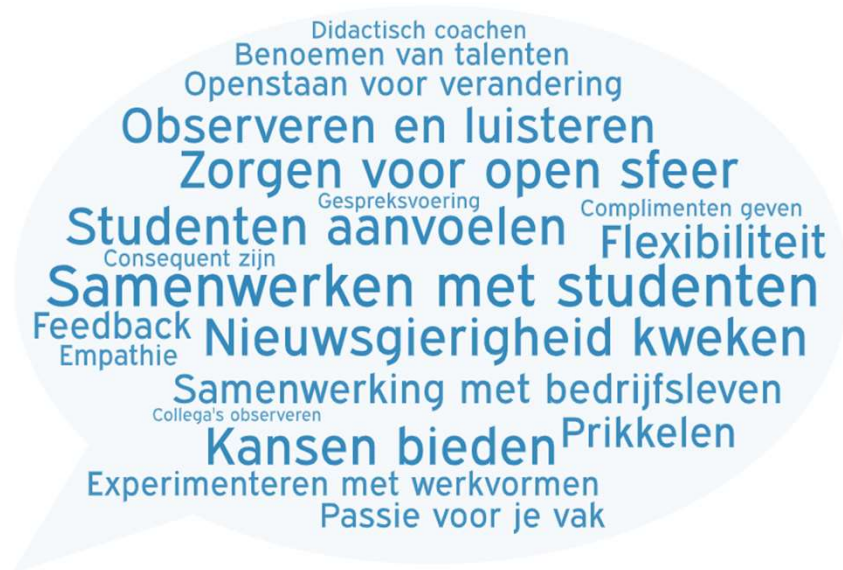 Didactisch coachen
Benoemen van talenten
Openstaan voor verandering
Observeren en luisteren
Zorgen voor open sfeer
Gespreksvoering
Complimenten geven
Studenten aanvoelen
Flexibiliteit
Consequent zijn
Samenwerken met studenten
Feedback
Nieuwsgierigheid kweken
Empathie
Samenwerking met bedrijfsleven
Collega's observeren
Kansen bieden
Prikkelen
Experimenteren met werkvormen
Passie voor je vak